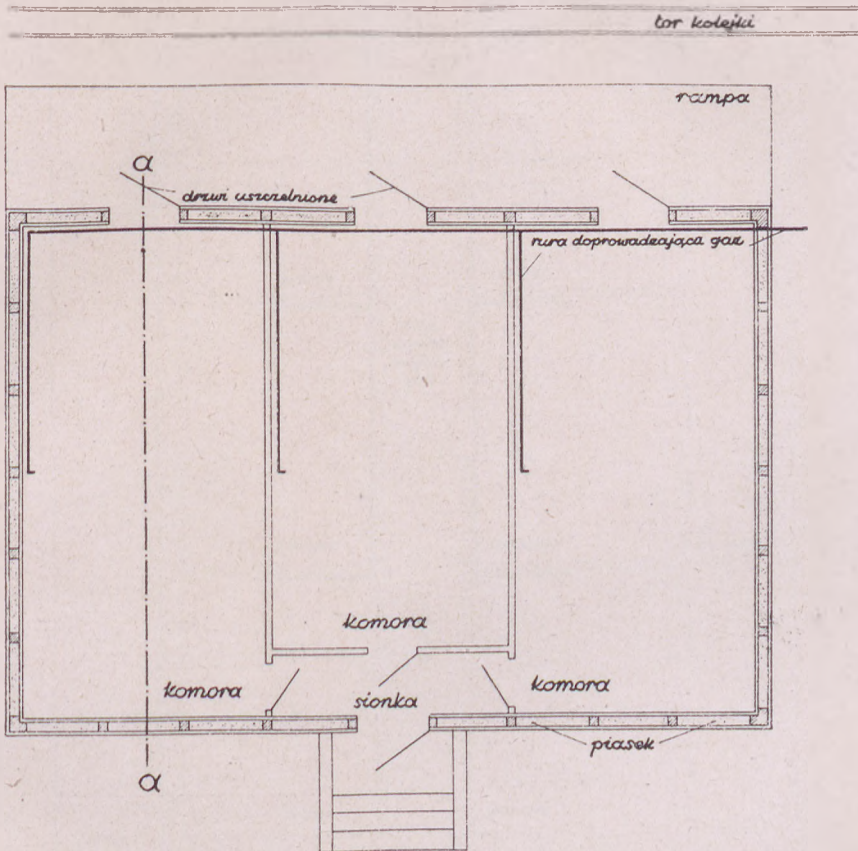 tor kolejki
rampa
a
drzwi uszczelnione
rura doprowadzająca gaz
komora
komora
sionka
komora
piasek
a